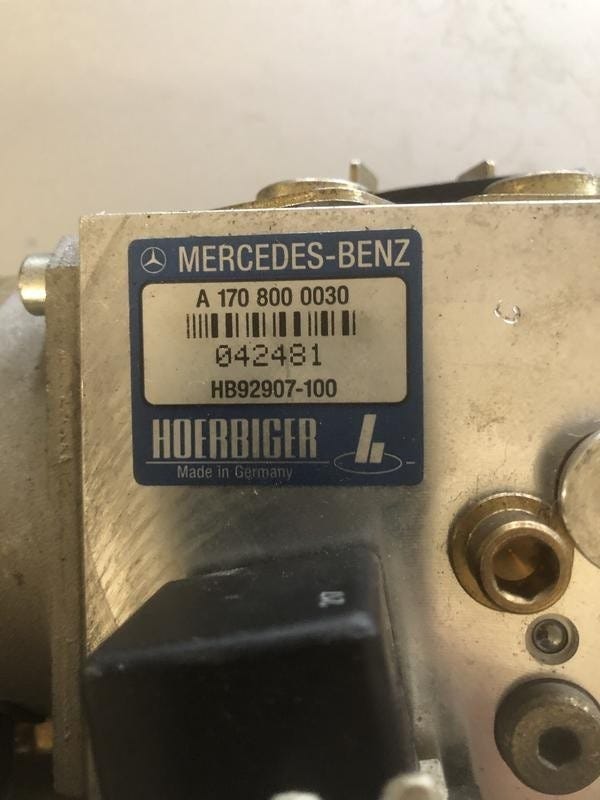 MERCEDES-BENZ
A 170 800 0030
042481
HB92907-100
HOERBIGER
Made in Germany